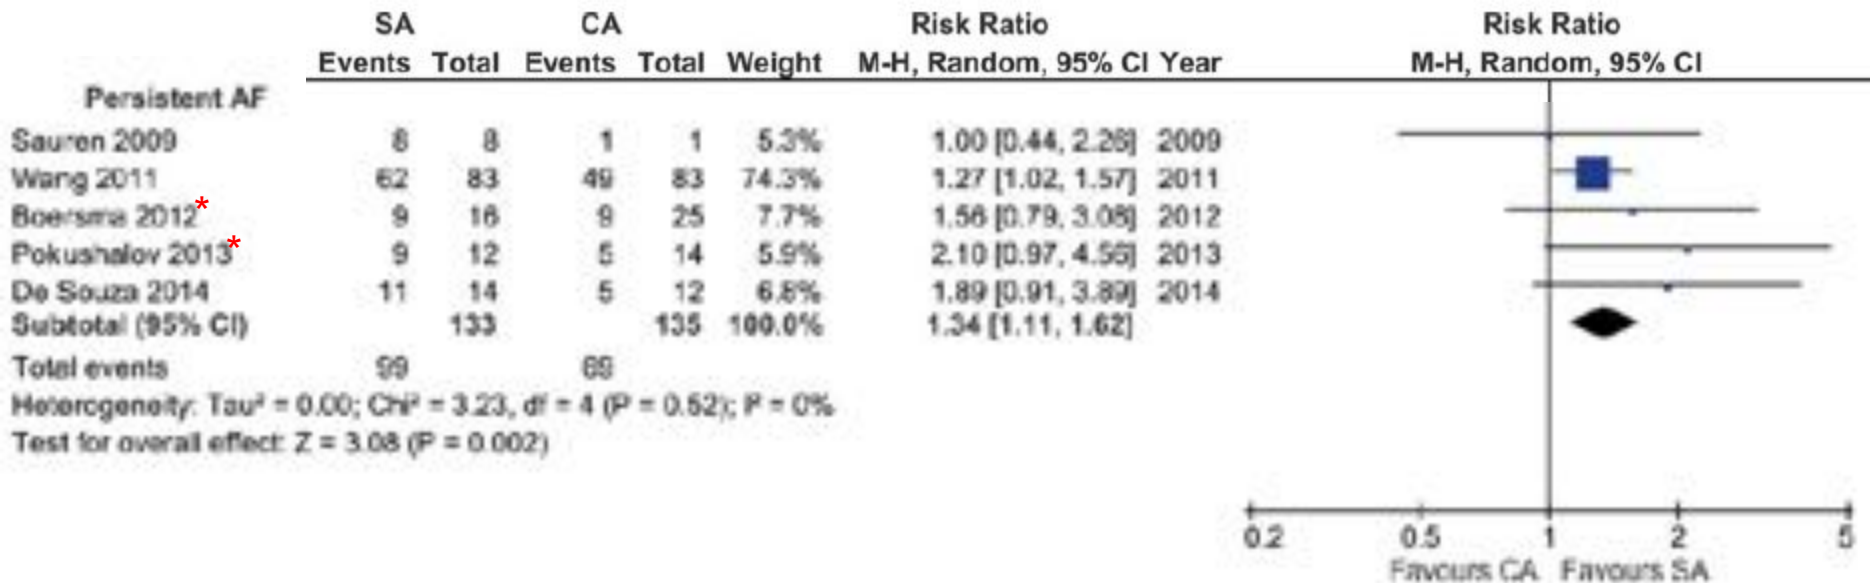 SA CA Risk Ratio Risk Ratio
Events Total Events Total Weight M-H, Random, 95% CI Year M-H, Random, 95% CI
Persistent AF
Sauren 2009 8 8 1 1 5.3% 1.00 [0.44, 2.26] 2009
Wang 2011 62 83 49 83 74.3% 1.27 [1.02, 1.57] 2011
Boersma 2012* 9 16 9 25 7.7% 1.56 [0.79, 3.08] 2012
Pokushalov 2013* 9 12 5 14 5.9% 2.10 [0.97, 4.56] 2013
De Souza 2014 11 14 5 12 6.8% 1.89 [0.91, 3.89] 2014
Subtotal (95% CI) 133 135 100.0% 1.34 [1.11, 1.62]
Total events 99 69
Heterogeneity: Tau² = 0.00; Chi² = 3.23, df = 4 (P = 0.52); I² = 0%
Test for overall effect: Z = 3.08 (P = 0.002)
0.2 0.5 1 2 5
Favours CA Favours SA